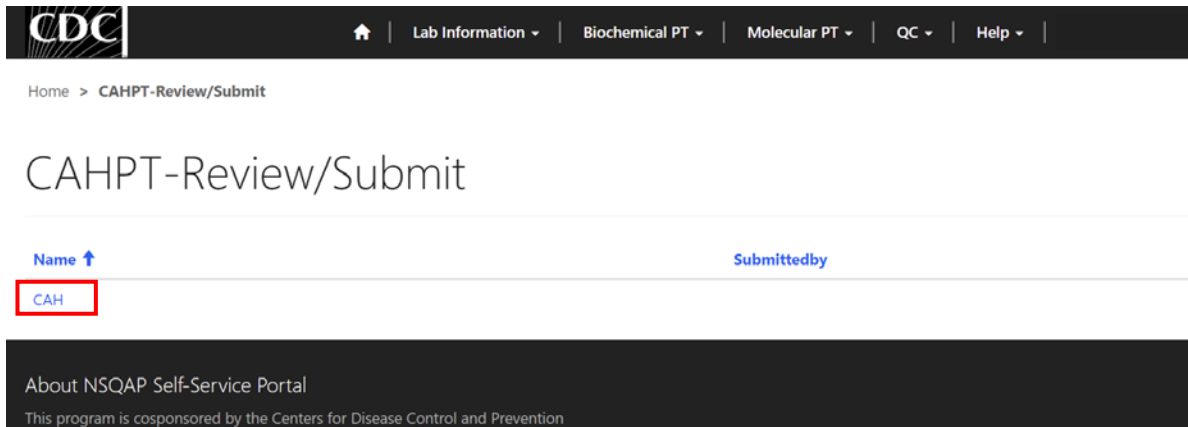 CDC
Lab Information
Biochemical PT
Molecular PT
QC
Help
Home > CAHPT-Review/Submit
CAHPT-Review/Submit
Name
Submittedby
CAH
About NSQAP Self-Service Portal
This program is cosponsored by the Centers for Disease Control and Prevention